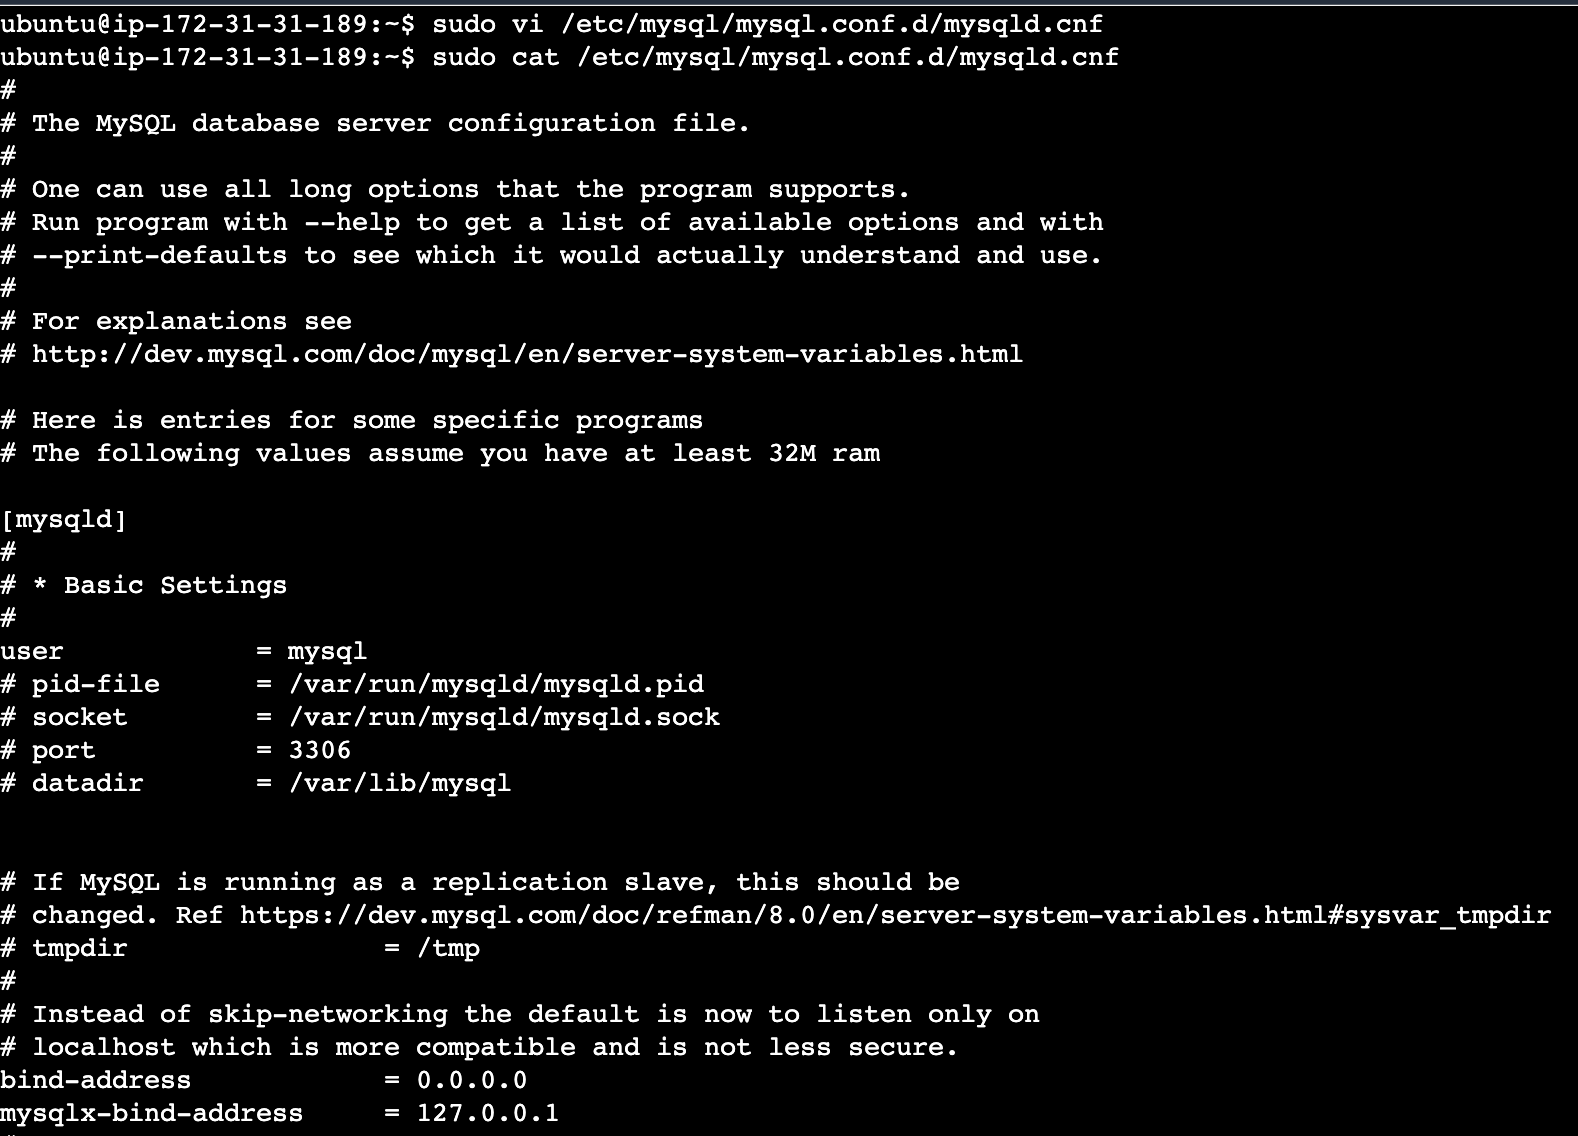 ubuntu@ip-172-31-31-189:~$ sudo vi /etc/mysql/mysql.conf.d/mysqld.cnf
ubuntu@ip-172-31-31-189:~$ sudo cat /etc/mysql/mysql.conf.d/mysqld.cnf
#
# The MySQL database server configuration file.
#
# One can use all long options that the program supports.
# Run program with --help to get a list of available options and with
# --print-defaults to see which it would actually understand and use.
#
# For explanations see
# http://dev.mysql.com/doc/mysql/en/server-system-variables.html
# Here is entries for some specific programs
# The following values assume you have at least 32M ram
[mysqld]
#
# * Basic Settings
#
user            = mysql
# pid-file      = /var/run/mysqld/mysqld.pid
# socket        = /var/run/mysqld/mysqld.sock
# port          = 3306
# datadir       = /var/lib/mysql
# If MySQL is running as a replication slave, this should be
# changed. Ref https://dev.mysql.com/doc/refman/8.0/en/server-system-variables.html#sysvar_tmpdir
# tmpdir                = /tmp
#
# Instead of skip-networking the default is now to listen only on
# localhost which is more compatible and is not less secure.
bind-address            = 0.0.0.0
mysqlx-bind-address     = 127.0.0.1